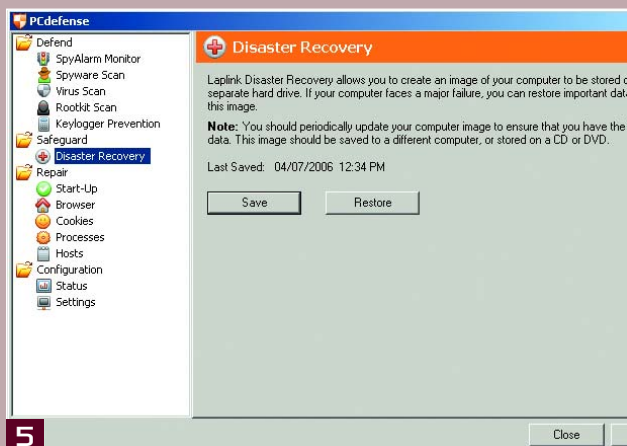 PCdefense
Defend
SpyAlarm Monitor
Spyware Scan
Virus Scan
Rootkit Scan
Keylogger Prevention
Safeguard
Disaster Recovery
Repair
Start-Up
Browser
Cookies
Processes
Hosts
Configuration
Status
Settings
Disaster Recovery
Laplink Disaster Recovery allows you to create an image of your computer to be stored
separate hard drive. If your computer faces a major failure, you can restore important
this image.
Note: You should periodically update your computer image to ensure that you have the
data. This image should be saved to a different computer, or stored on a CD or DVD.
Last Saved: 04/07/2006 12:34 PM
Save
Restore
Close
5